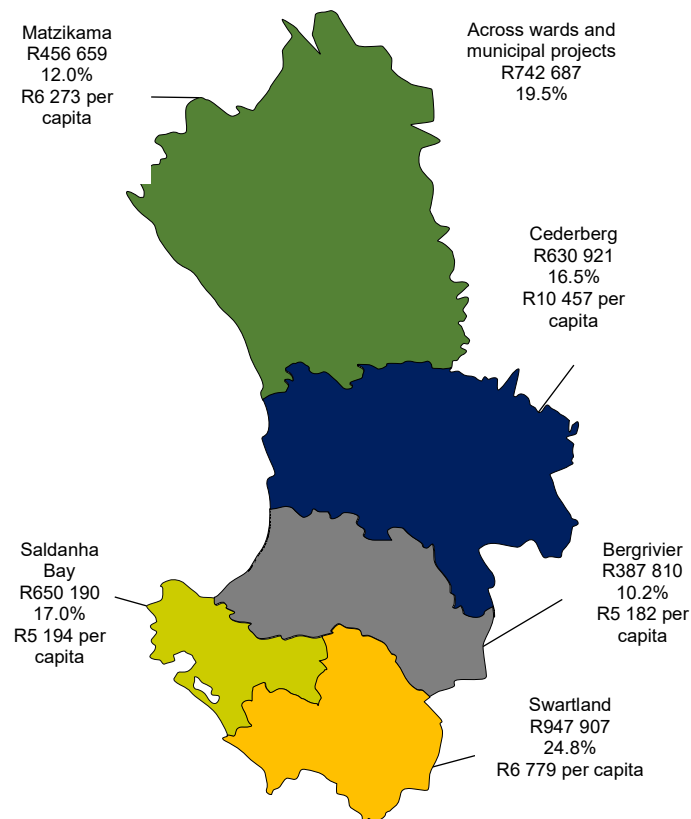 Matzikama
R456 659
12.0%
R6 273 per
capita
Across wards and
municipal projects
R742 687
19.5%
Cederberg
R630 921
16.5%
R10 457 per
capita
Saldanha
Bay
R650 190
17.0%
R5 194 per
capita
Bergrivier
R387 810
10.2%
R5 182 per
capita
Swartland
R947 907
24.8%
R6 779 per capita